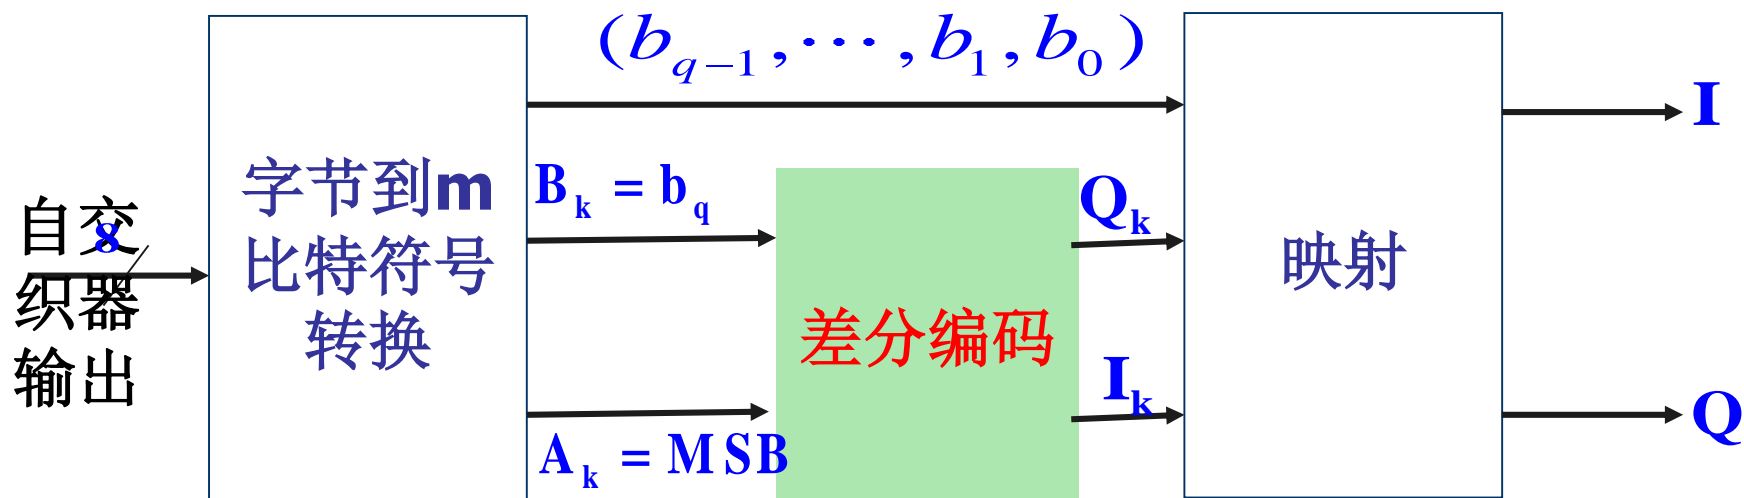 自交
织器
输出
8
字节到m
比特符号
转换
(b_{q-1}, ⋯, b_1, b_0)
B_k = b_q
A_k = MSB
差分编码
Q_k
I_k
映射
I
Q